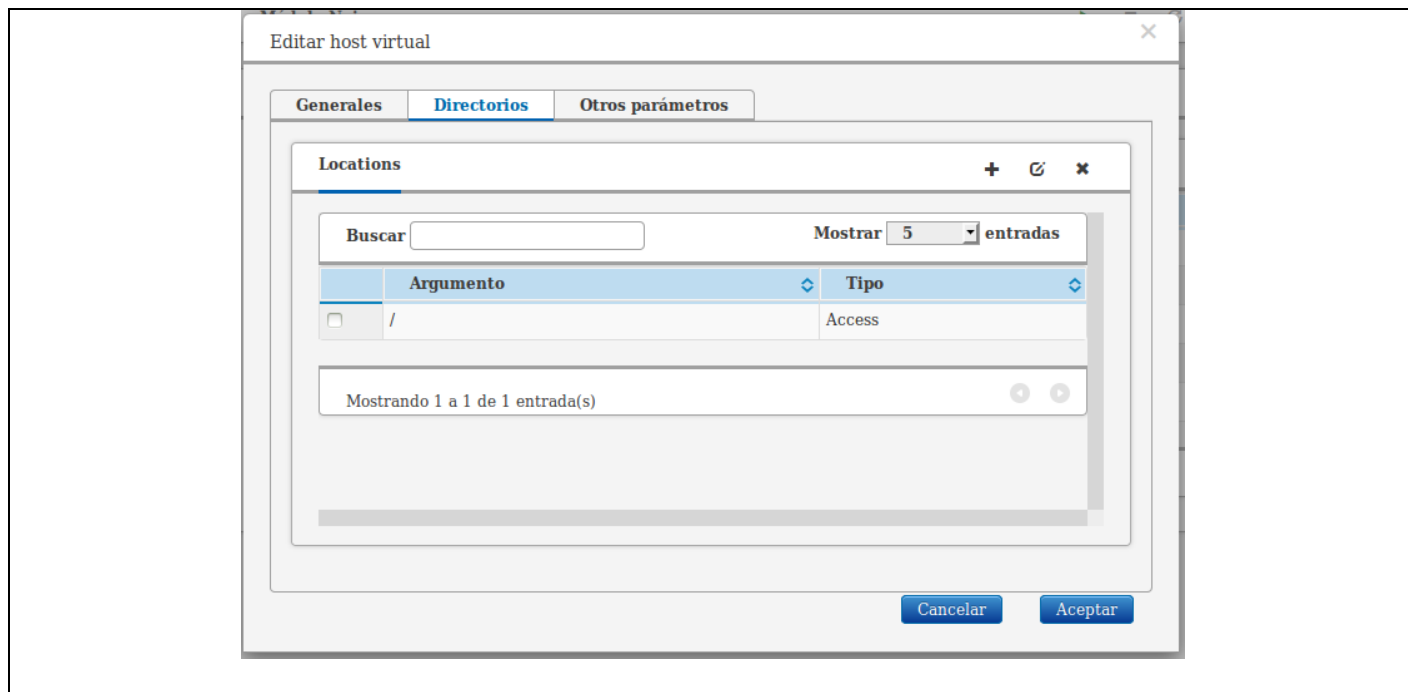 Editar host virtual
Generales Directorios Otros parámetros
Locations
Buscar Mostrar 5 entradas
Argumento Tipo
/ Access
Mostrando 1 a 1 de 1 entrada(s)
Cancelar Aceptar